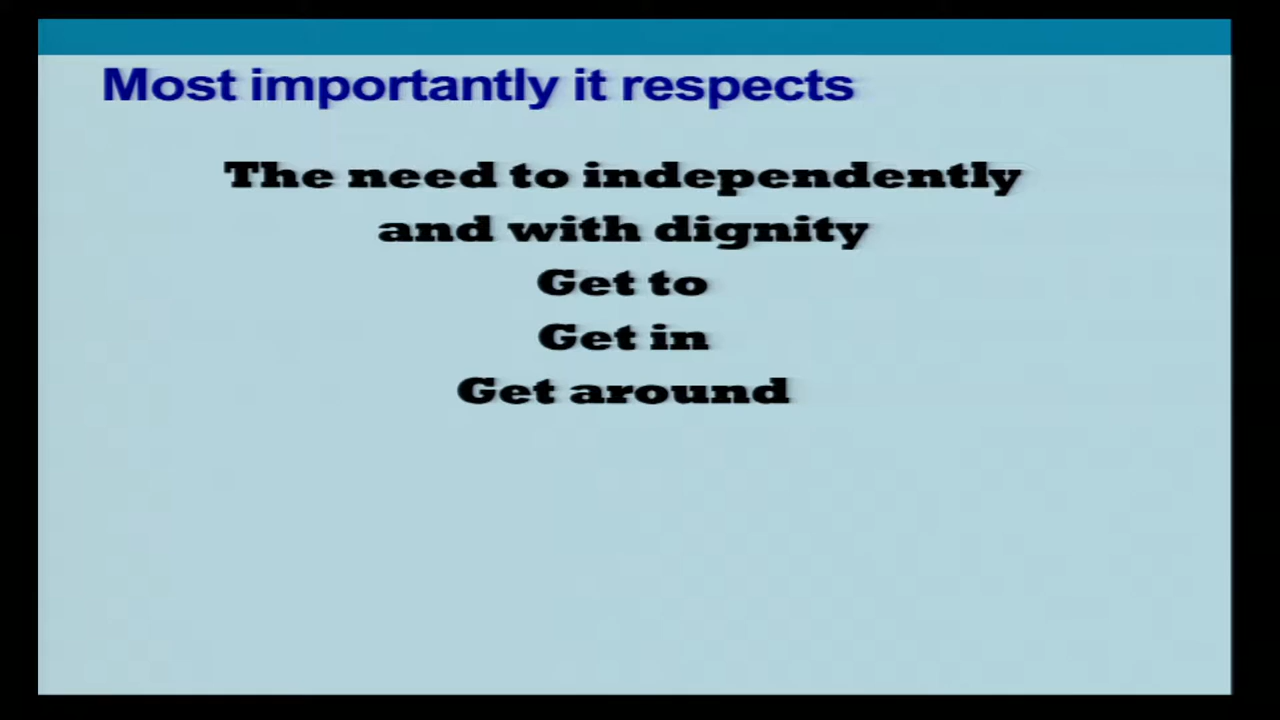 Most importantly it respects
The need to independently
and with dignity
Get to
Get in
Get around